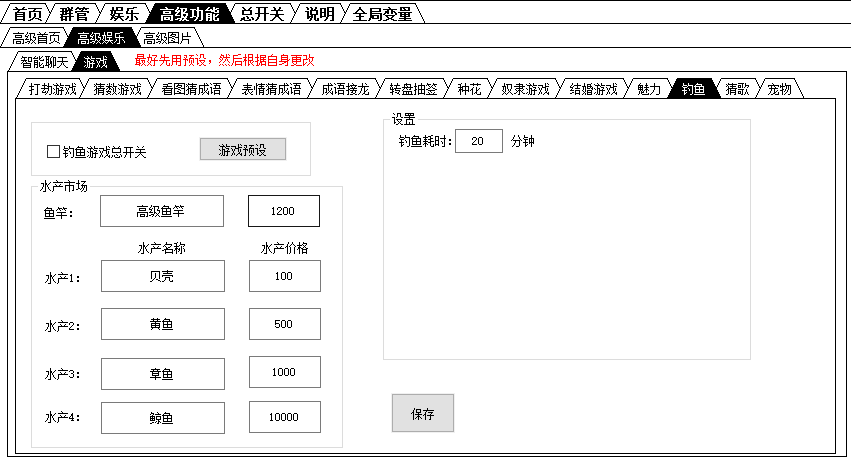 首页 群管 娱乐 高级功能 总开关 说明 全局变量
高级首页 高级娱乐 高级图片
智能聊天 游戏 最好先用预设，然后根据自身更改
打劫游戏 猜数游戏 看图猜成语 表情猜成语 成语接龙 转盘抽签 种花 奴隶游戏 结婚游戏 魅力 钓鱼 猜歌 宠物
钓鱼游戏总开关 游戏预设
水产市场
鱼竿： 高级鱼竿 1200
水产名称 水产价格
水产1： 贝壳 100
水产2： 黄鱼 500
水产3： 章鱼 1000
水产4： 鲸鱼 10000
设置
钓鱼耗时： 20 分钟
保存